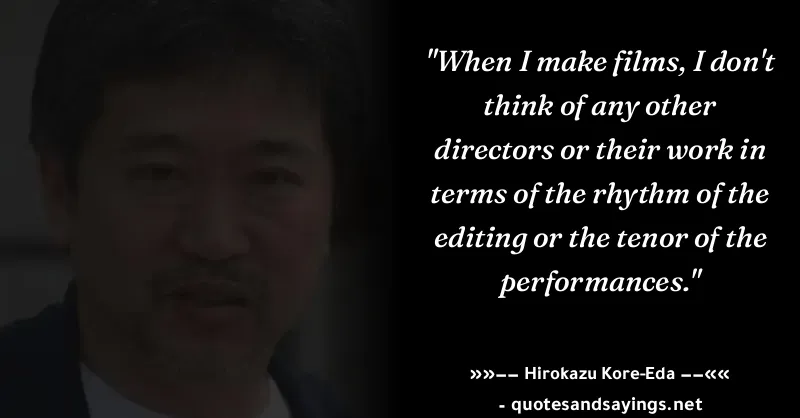 "When I make films, I don't
think of any other
directors or their work in
terms of the rhythm of the
editing or the tenor of the
performances."
»»−− Hirokazu Kore-Eda −−««
- quotesandsayings.net